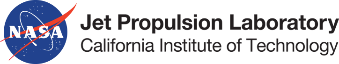 NASA
Jet Propulsion Laboratory
California Institute of Technology